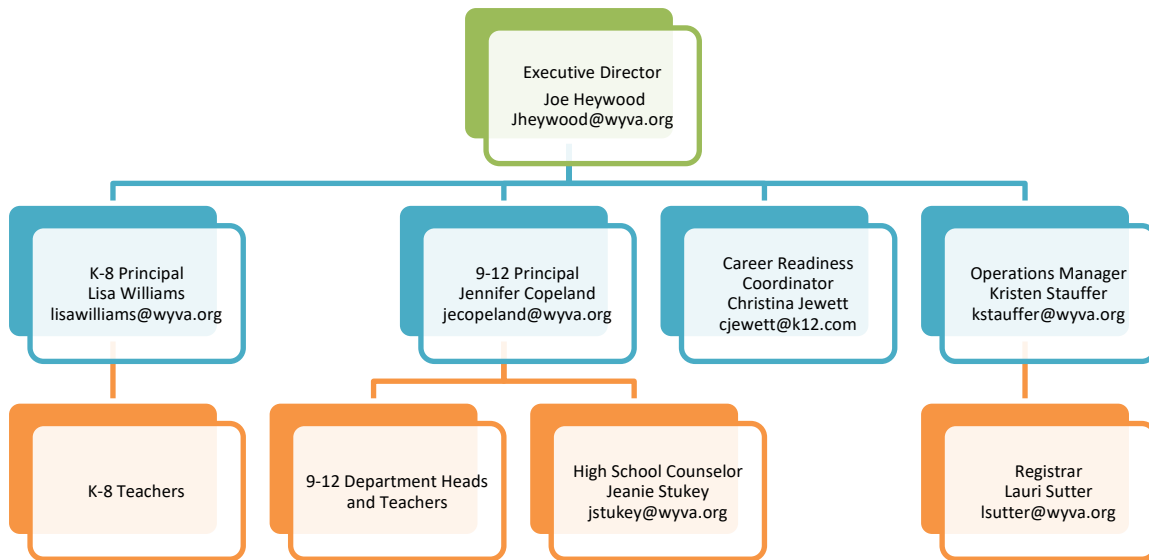 Executive Director
Joe Heywood
Jheywood@wyva.org
K-8 Principal
Lisa Williams
lisawilliams@wyva.org
9-12 Principal
Jennifer Copeland
jecopeland@wyva.org
Career Readiness
Coordinator
Christina Jewett
cjewett@k12.com
Operations Manager
Kristen Stauffer
kstauffer@wyva.org
K-8 Teachers
9-12 Department Heads
and Teachers
High School Counselor
Jeanie Stukey
jstukey@wyva.org
Registrar
Lauri Sutter
lsutter@wyva.org